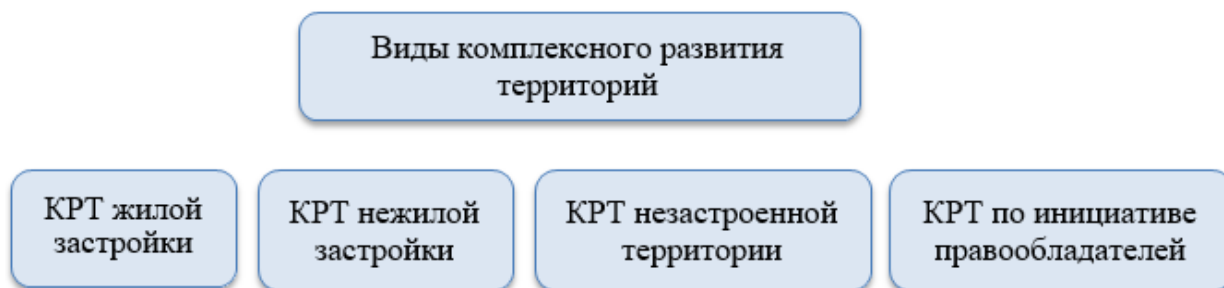 Виды комплексного развития
территорий
КРТ жилой
застройки
КРТ нежилой
застройки
КРТ незастроенной
территории
КРТ по инициативе
правообладателей